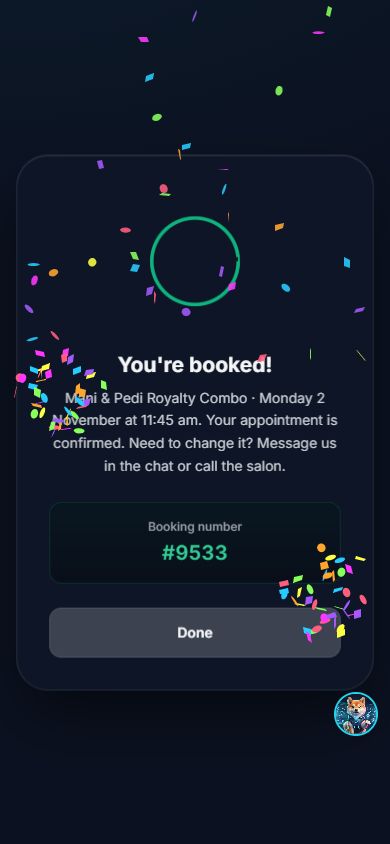 You're booked!
Mani & Pedi Royalty Combo · Monday 2
November at 11:45 am. Your appointment is
confirmed. Need to change it? Message us
in the chat or call the salon.
Booking number
#9533
Done